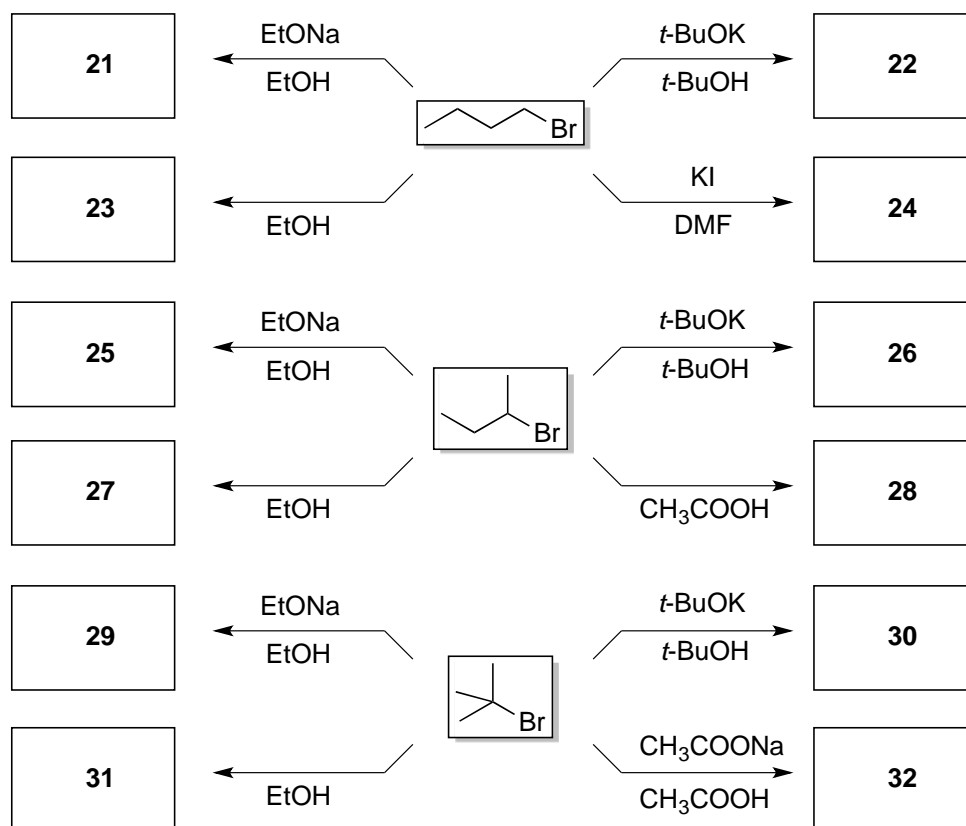 21
EtONa
EtOH
t-BuOK
t-BuOH
22
Br
23
EtOH
KI
DMF
24
25
EtONa
EtOH
t-BuOK
t-BuOH
26
Br
27
EtOH
CH₃COOH
28
29
EtONa
EtOH
t-BuOK
t-BuOH
30
Br
31
EtOH
CH₃COONa
CH₃COOH
32